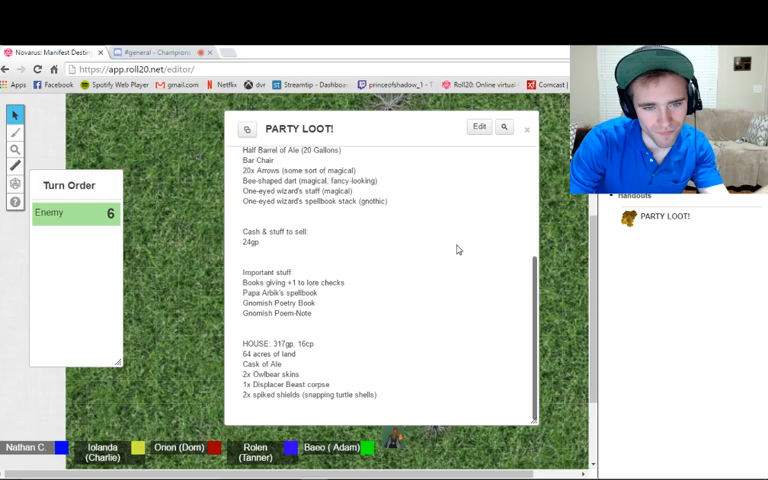 Novarus: Manifest Destin
#general - Champion
https://app.roll20.net/editor/
Apps
Facebook
Spotify Web Player
gmail.com
Netflix
dvr
Streamtip - Dashboa
princeofshadow_1 - T
Roll20: Online virtual
Comcast
Turn Order
Enemy 6
PARTY LOOT!
Edit
Half Barrel of Ale (20 Gallons)
Bar Chair
20x Arrows (some sort of magical)
Bee-shaped dart (magical, fancy-looking)
One-eyed wizard's staff (magical)
One-eyed wizard's spellbook stack (gnothic)
Cash & stuff to sell:
24gp
Important stuff:
Books giving +1 to lore checks
Papa Arbik's spellbook
Gnomish Poetry Book
Gnomish Poem-Note
HOUSE: 317gp, 16cp
64 acres of land
Cask of Ale
2x Owlbear skins
1x Displacer Beast corpse
2x spiked shields (snapping turtle shells)
Handouts
PARTY LOOT!
Nathan C.
Iolanda
(Charlie)
Orion (Dom)
Rolen
(Tanner)
Baeo ( Adam)